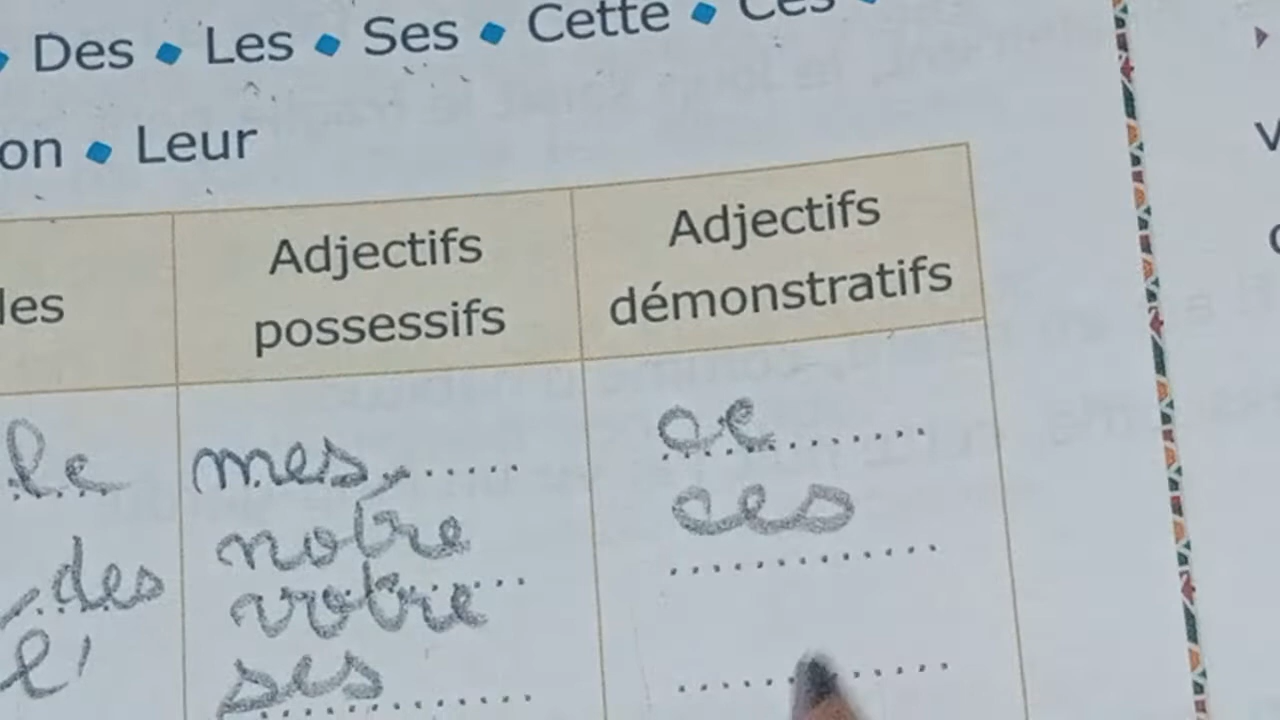 Des ◆ Les ◆ Ses ◆ Cette ◆ Ces
on ◆ Leur
les
Adjectifs
possessifs
Adjectifs
démonstratifs
le
mes,
ce
des
notre
ces
votre
l'
ses